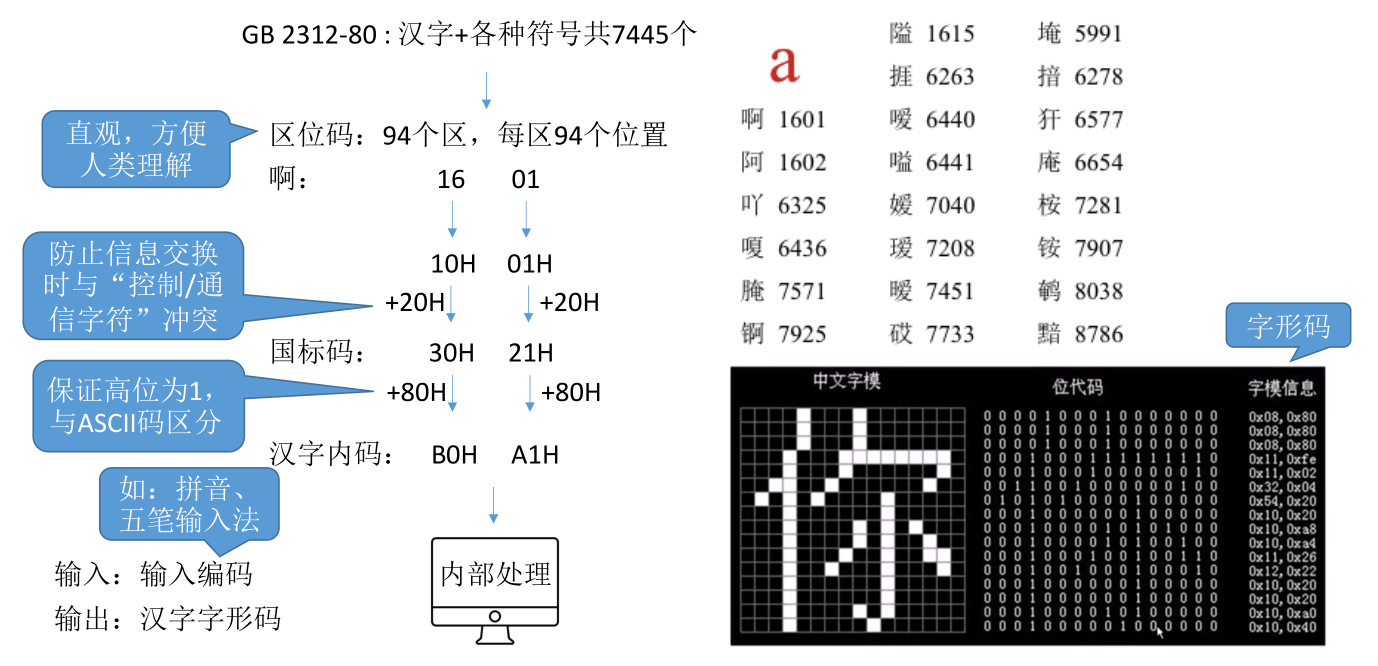 GB 2312-80 : 汉字+各种符号共7445个
直观，方便
人类理解
区位码：94个区，每区94个位置
啊： 16 01
10H 01H
防止信息交换
时与“控制/通
信字符”冲突
+20H +20H
国标码： 30H 21H
保证高位为1，
与ASCII码区分
+80H +80H
汉字内码： B0H A1H
如：拼音、
五笔输入法
输入：输入编码
输出：汉字字形码
内部处理
a
隘 1615 埯 5991
捱 6263 揞 6278
啊 1601 嗳 6440 犴 6577
阿 1602 嗌 6441 庵 6654
吖 6325 嫒 7040 桉 7281
嗄 6436 瑷 7208 铵 7907
腌 7571 暧 7451 鹌 8038
锕 7925 砹 7733 黯 8786
字形码
中文字模 位代码 字模信息
0 0 0 0 1 0 0 0 1 0 0 0 0 0 0 0 0x08,0x80
0 0 0 0 1 0 0 0 1 0 0 0 0 0 0 0 0x08,0x80
0 0 0 0 1 0 0 0 1 0 0 0 0 0 0 0 0x08,0x80
0 0 0 1 0 0 0 1 1 1 1 1 1 1 1 0 0x11,0xfe
0 0 0 1 0 0 0 1 0 0 0 0 0 0 1 0 0x11,0x02
0 0 1 1 0 0 1 0 0 0 0 0 0 1 0 0 0x32,0x04
0 1 0 1 0 1 0 0 0 0 1 0 0 0 0 0 0x54,0x20
0 0 0 1 0 0 0 0 0 0 1 0 0 0 0 0 0x10,0x20
0 0 0 1 0 0 0 0 1 0 1 0 1 0 0 0 0x10,0xa8
0 0 0 1 0 0 0 0 1 0 1 0 0 1 0 0 0x10,0xa4
0 0 0 1 0 0 0 1 0 0 1 0 0 1 1 0 0x11,0x26
0 0 0 1 0 0 1 0 0 0 1 0 0 0 1 0 0x12,0x22
0 0 0 1 0 0 0 0 0 0 1 0 0 0 0 0 0x10,0x20
0 0 0 1 0 0 0 0 0 0 1 0 0 0 0 0 0x10,0x20
0 0 0 1 0 0 0 0 1 0 1 0 0 0 0 0 0x10,0xa0
0 0 0 1 0 0 0 0 0 1 0 0 0 0 0 0 0x10,0x40